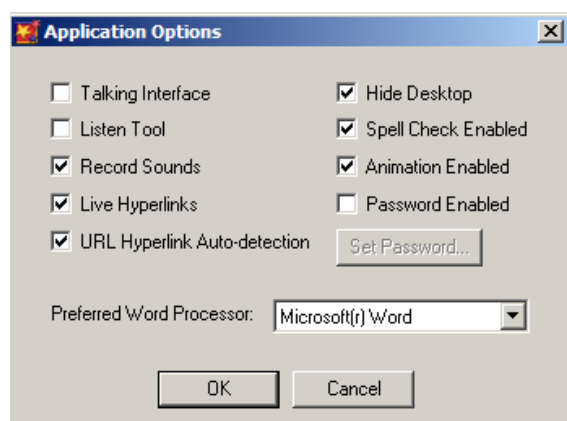 Application Options
Talking Interface
Hide Desktop
Listen Tool
Spell Check Enabled
Record Sounds
Animation Enabled
Live Hyperlinks
Password Enabled
URL Hyperlink Auto-detection
Set Password...
Preferred Word Processor:
Microsoft(r) Word
OK
Cancel